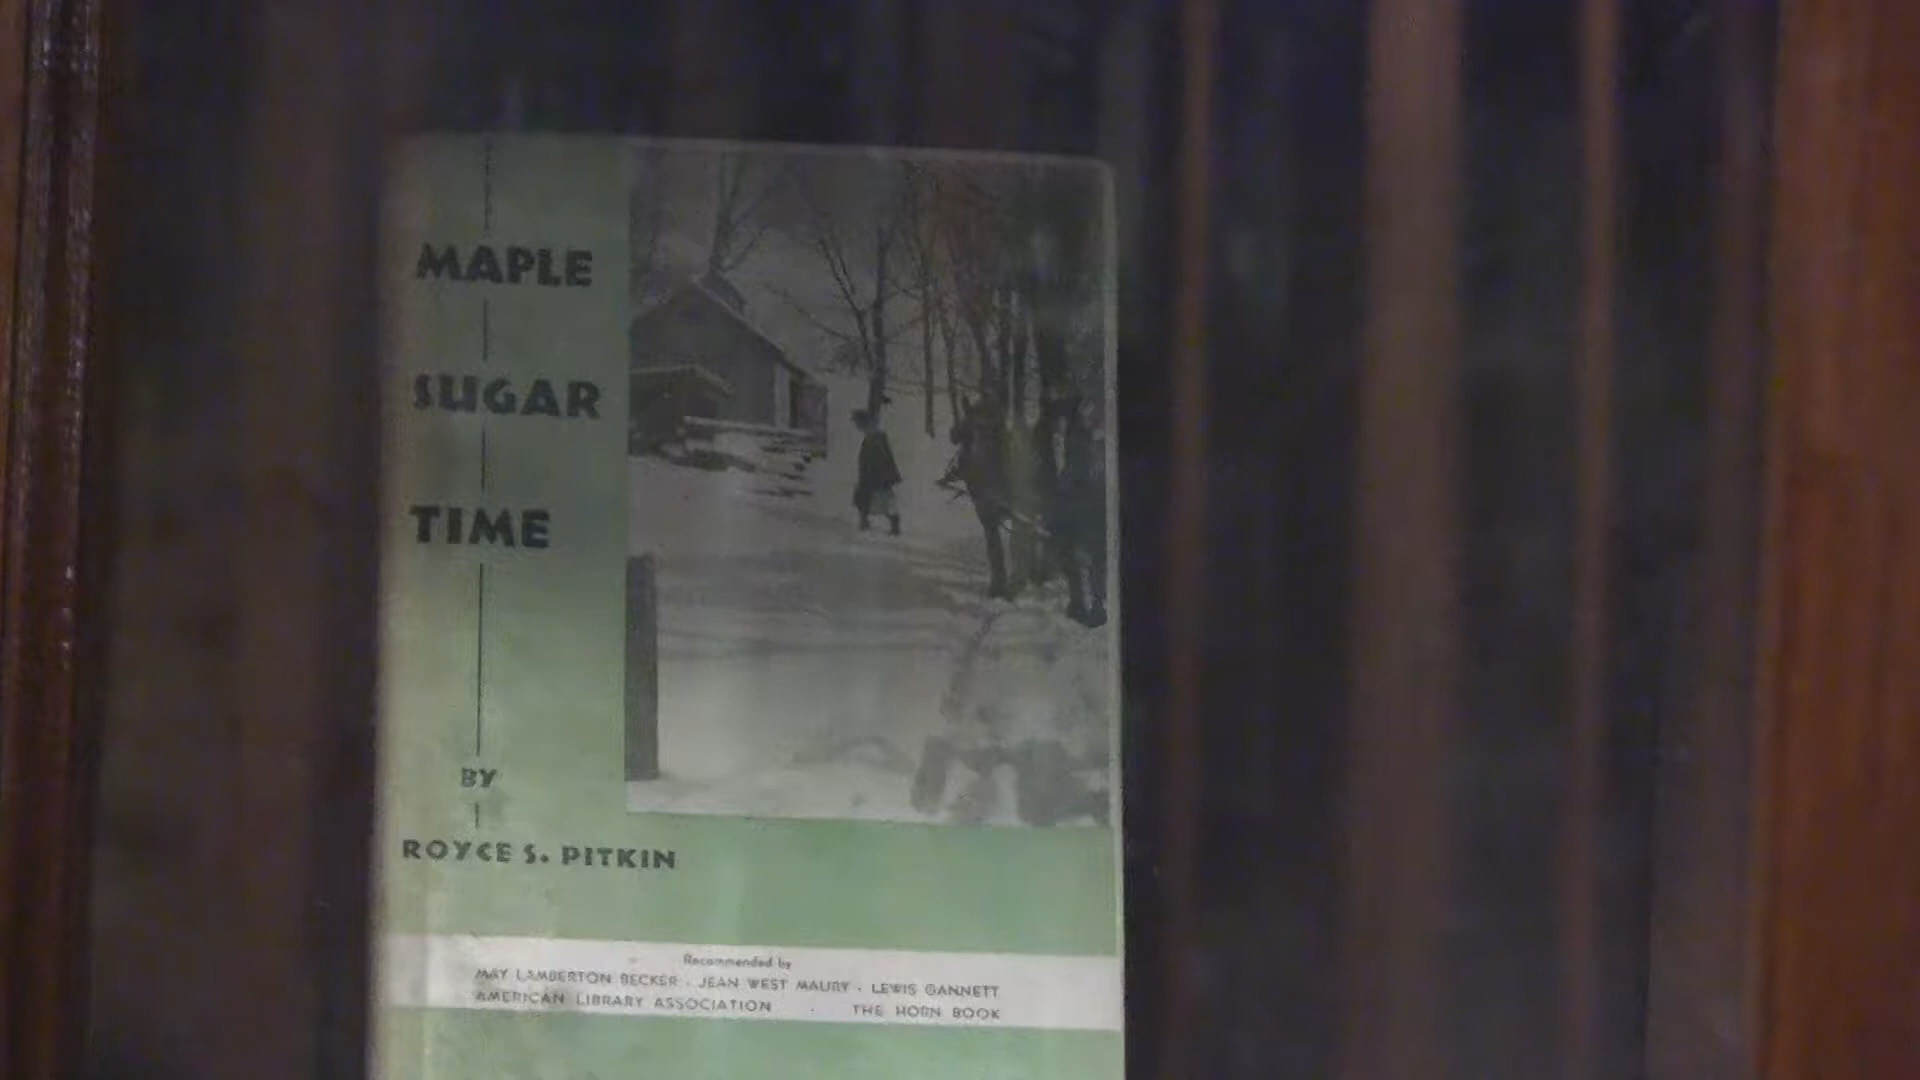 MAPLE
SUGAR
TIME
BY
ROYCE S. PITKIN
Recommended by
MAY LAMBERTON BECKER · JEAN WEST MAURY · LEWIS GANNETT
AMERICAN LIBRARY ASSOCIATION · THE HORN BOOK